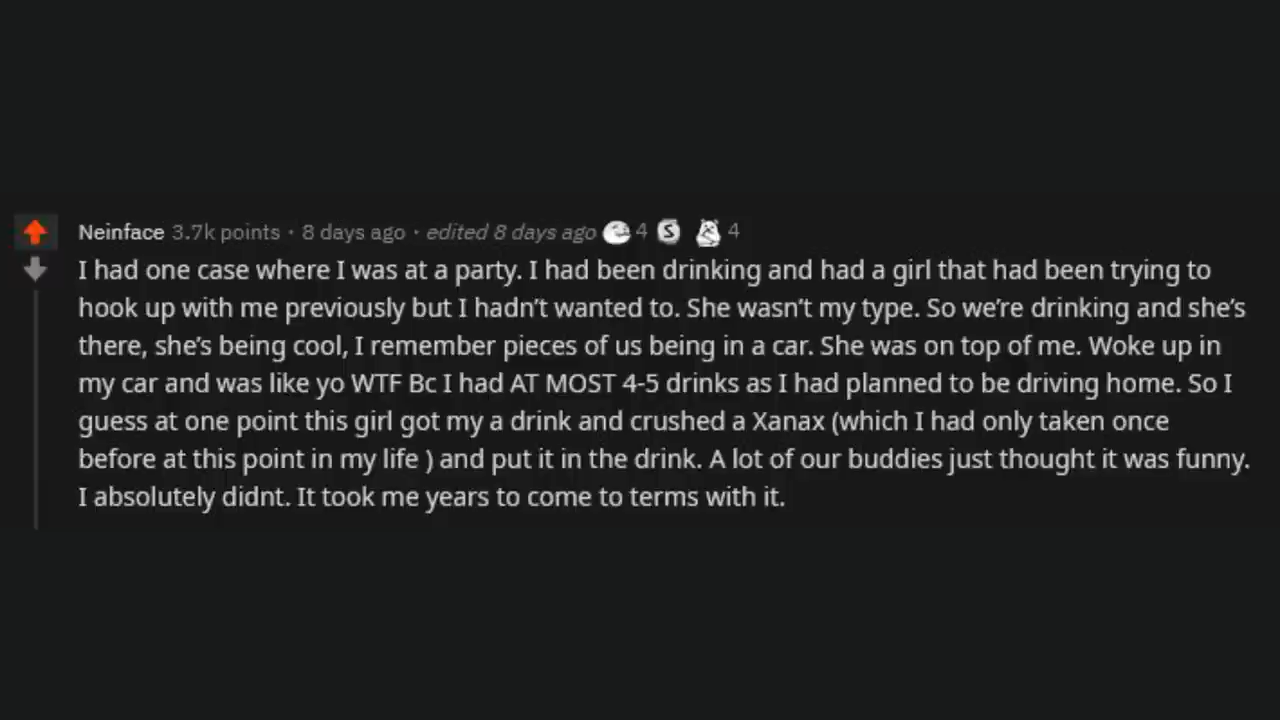 Neinface 3.7k points · 8 days ago · edited 8 days ago 4 S 4
I had one case where I was at a party. I had been drinking and had a girl that had been trying to
hook up with me previously but I hadn't wanted to. She wasn't my type. So we're drinking and she's
there, she's being cool, I remember pieces of us being in a car. She was on top of me. Woke up in
my car and was like yo WTF Bc I had AT MOST 4-5 drinks as I had planned to be driving home. So I
guess at one point this girl got my a drink and crushed a Xanax (which I had only taken once
before at this point in my life ) and put it in the drink. A lot of our buddies just thought it was funny.
I absolutely didnt. It took me years to come to terms with it.